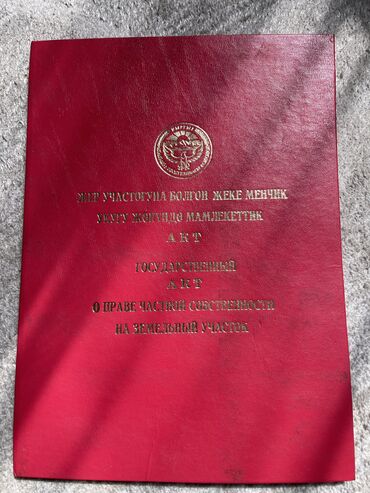 ЖЕР УЧАСТОГУНА БОЛГОН ЖЕКЕ МЕНЧИК
УКУГУ ЖӨНҮНДӨ МАМЛЕКЕТТИК
АКТ
ГОСУДАРСТВЕННЫЙ
АКТ
О ПРАВЕ ЧАСТНОЙ СОБСТВЕННОСТИ
НА ЗЕМЕЛЬНЫЙ УЧАСТОК